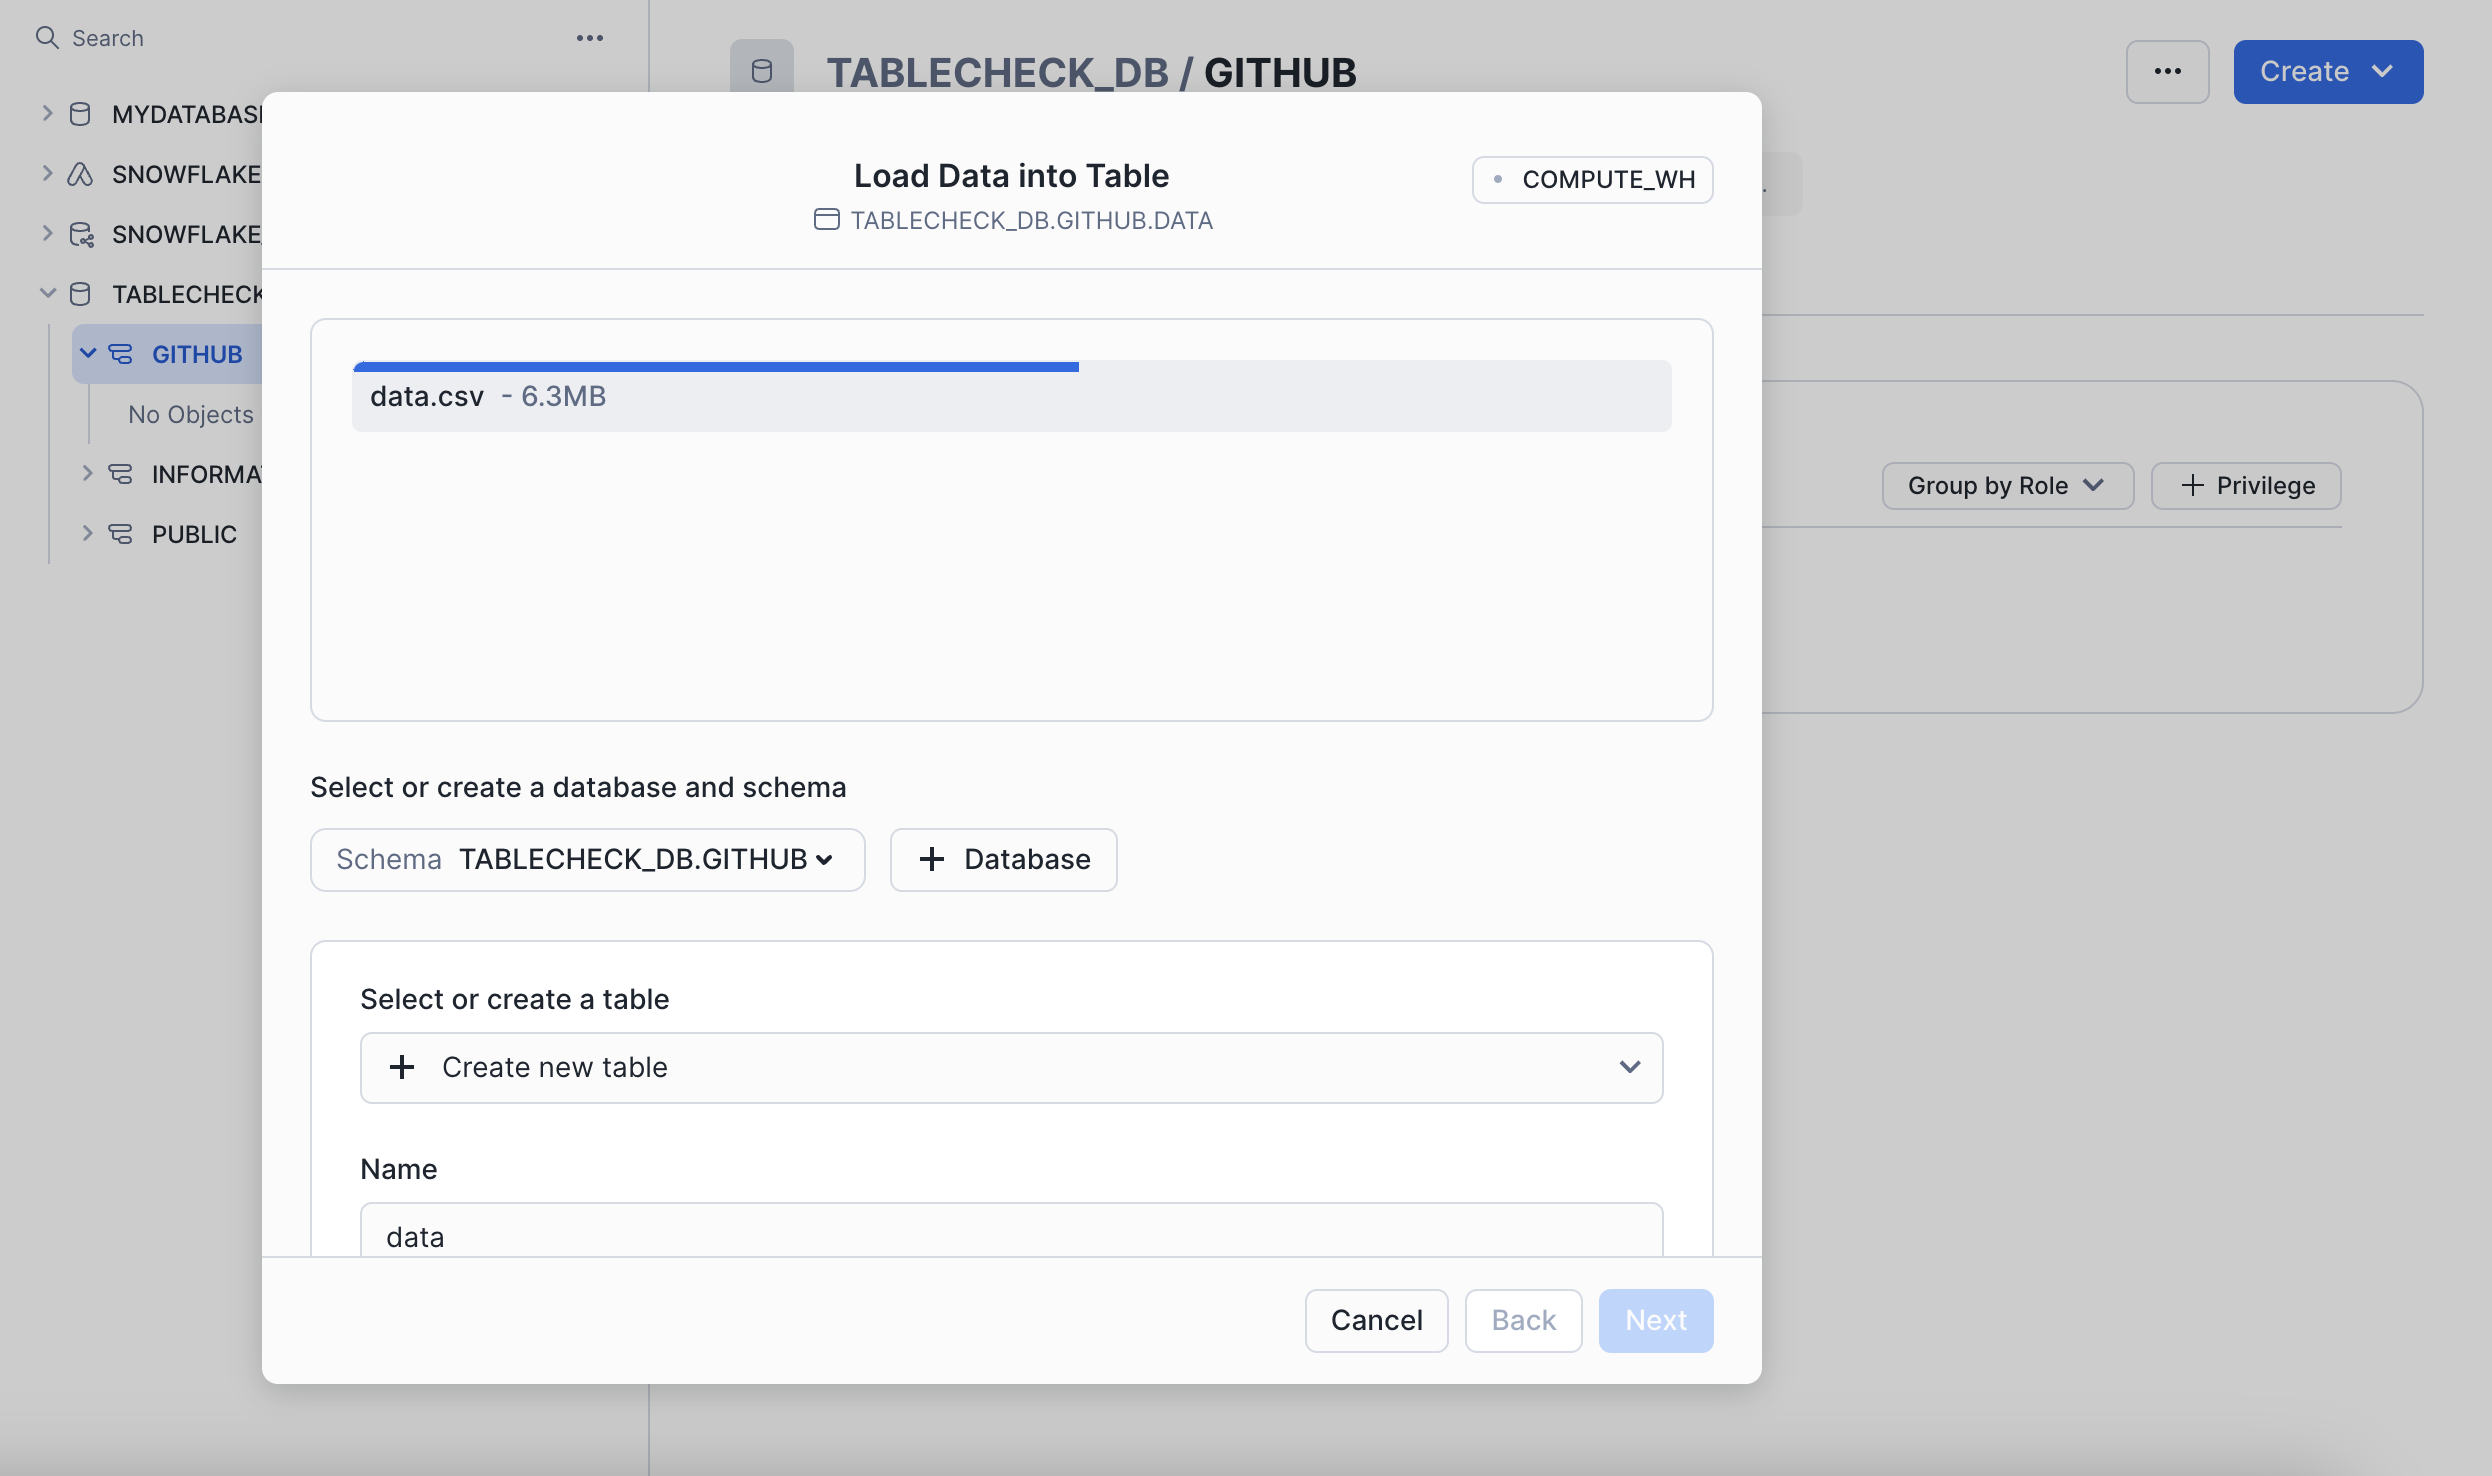 Search
MYDATABAS
SNOWFLAKE
SNOWFLAKE
TABLECHECK
GITHUB
No Objects
INFORMA
PUBLIC
TABLECHECK_DB / GITHUB
Create
Group by Role
Privilege
Load Data into Table
TABLECHECK_DB.GITHUB.DATA
COMPUTE_WH
data.csv - 6.3MB
Select or create a database and schema
Schema TABLECHECK_DB.GITHUB
Database
Select or create a table
Create new table
Name
data
Cancel
Back
Next